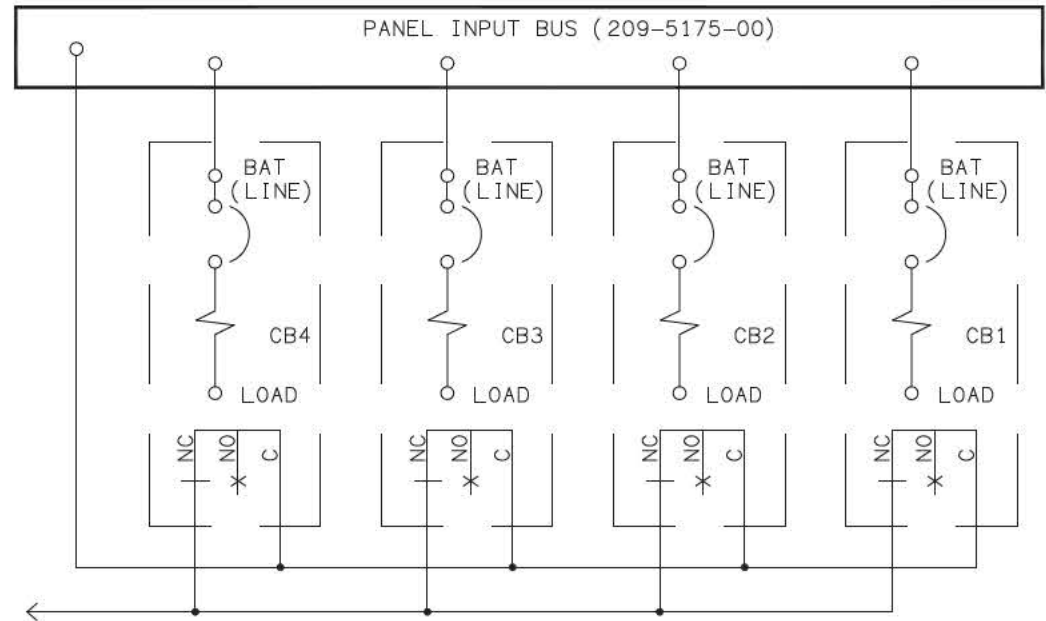 PANEL INPUT BUS (209-5175-00)
BAT
(LINE)
BAT
(LINE)
BAT
(LINE)
BAT
(LINE)
CB4
CB3
CB2
CB1
LOAD
LOAD
LOAD
LOAD
NC NO C
NC NO C
NC NO C
NC NO C